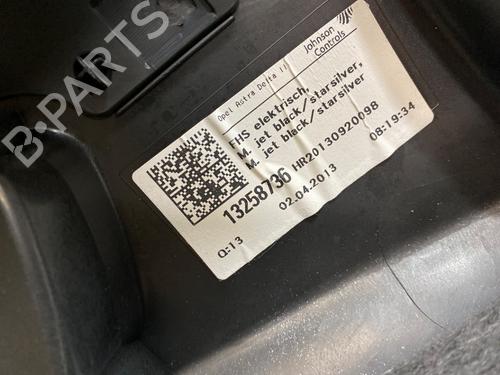 Opel Astra Delta II
Johnson
Controls
FHS elektrisch,
M. jet black/starsilver,
M. jet black/starsilver
13258736 HR20130920098
02.04.2013
08:19:34
Q:13
B-PARTS